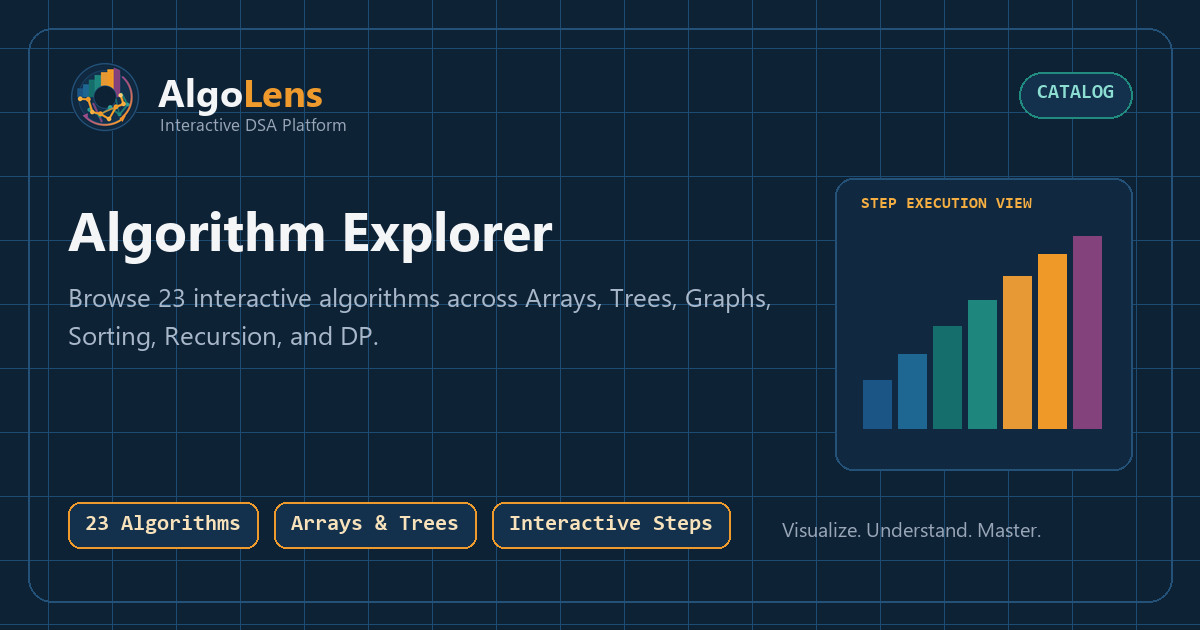 AlgoLens
Interactive DSA Platform
CATALOG
Algorithm Explorer
Browse 23 interactive algorithms across Arrays, Trees, Graphs,
Sorting, Recursion, and DP.
STEP EXECUTION VIEW
23 Algorithms
Arrays & Trees
Interactive Steps
Visualize. Understand. Master.